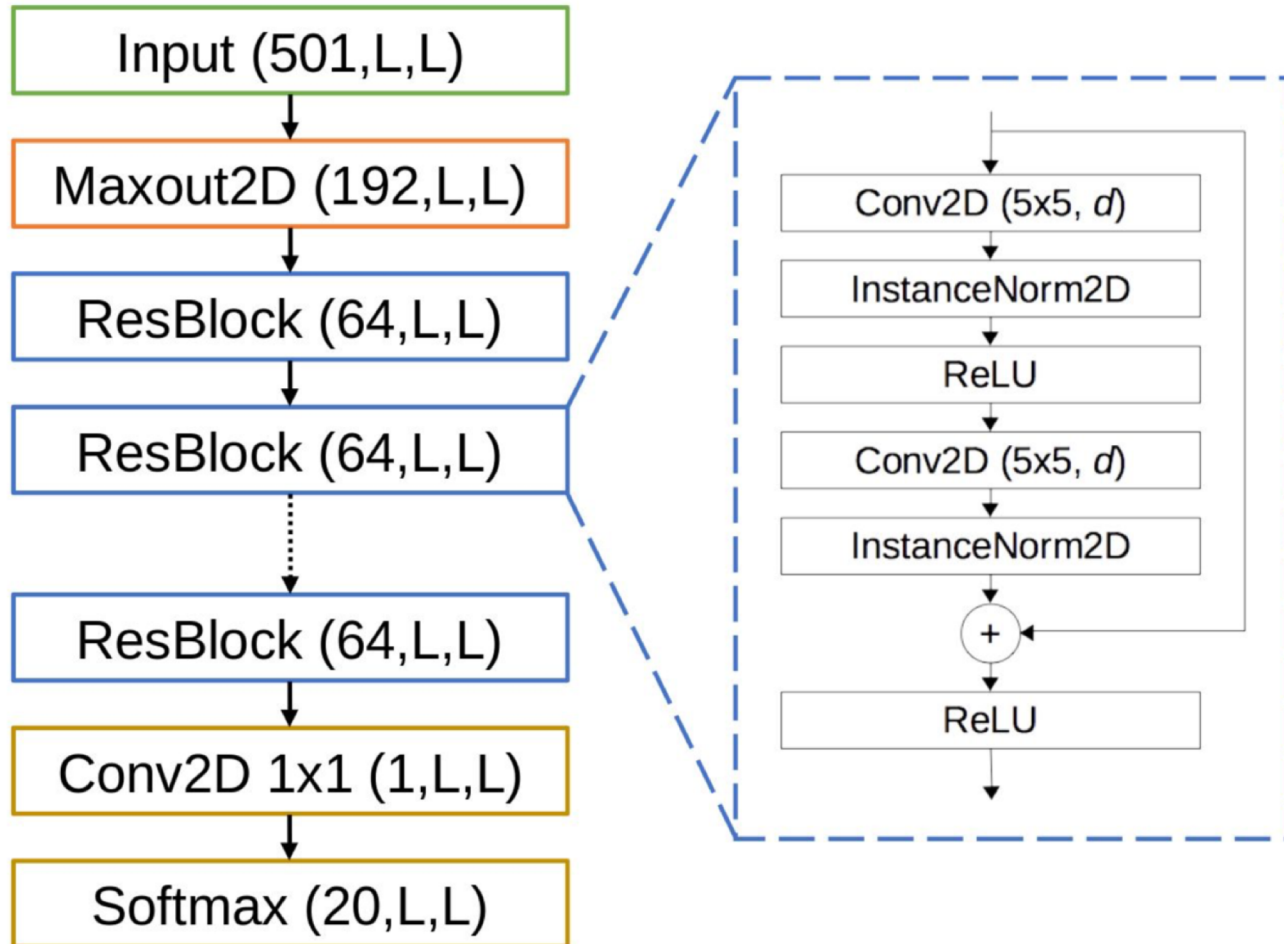 Input (501,L,L)
Maxout2D (192,L,L)
ResBlock (64,L,L)
ResBlock (64,L,L)
ResBlock (64,L,L)
Conv2D 1x1 (1,L,L)
Softmax (20,L,L)
Conv2D (5x5, d)
InstanceNorm2D
ReLU
Conv2D (5x5, d)
InstanceNorm2D
+
ReLU